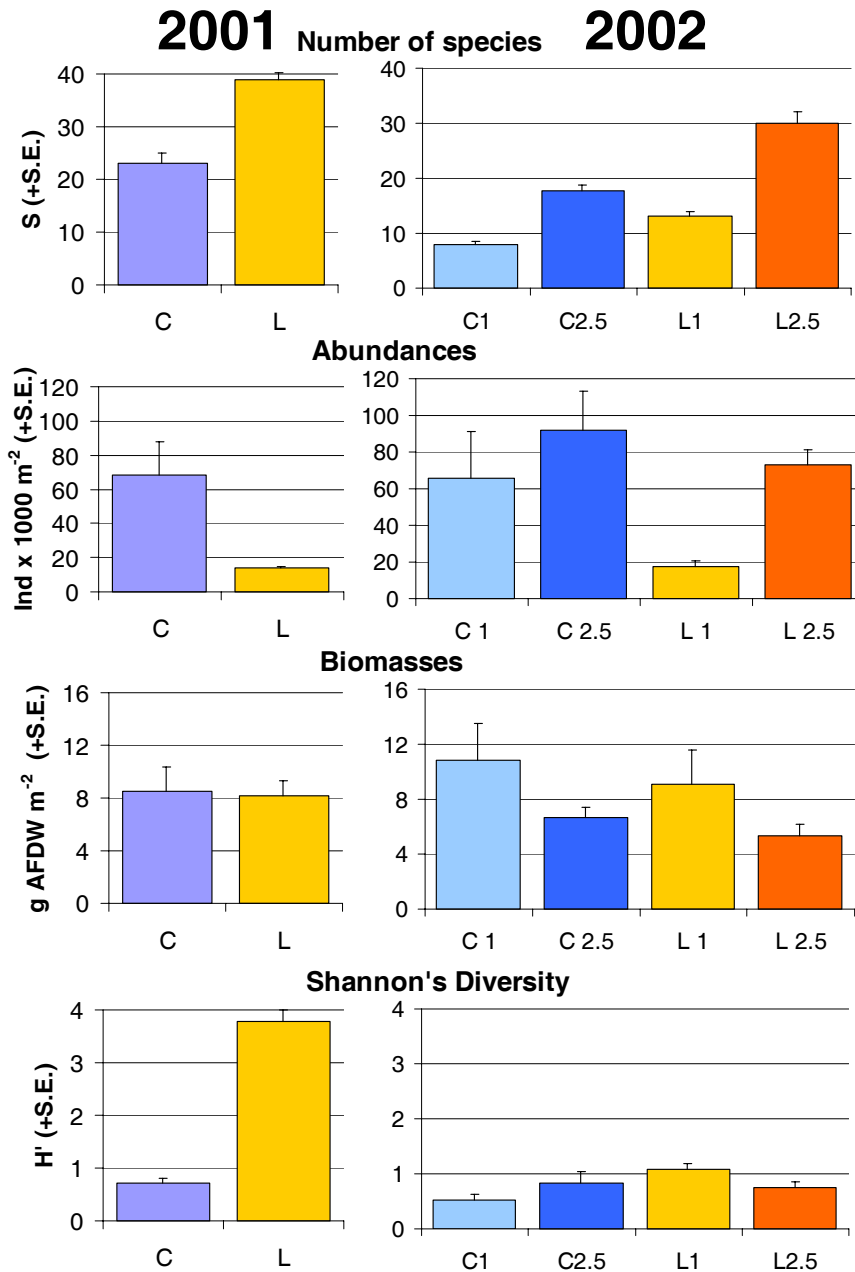 2001 Number of species 2002
S (+S.E.)
40
30
20
10
0
C L
40
30
20
10
0
C1 C2.5 L1 L2.5
Abundances
Ind x 1000 m⁻² (+S.E.)
120
100
80
60
40
20
0
C L
120
100
80
60
40
20
0
C 1 C 2.5 L 1 L 2.5
Biomasses
g AFDW m⁻² (+S.E.)
16
12
8
4
0
C L
16
12
8
4
0
C 1 C 2.5 L 1 L 2.5
Shannon's Diversity
H' (+S.E.)
4
3
2
1
0
C L
4
3
2
1
0
C1 C2.5 L1 L2.5